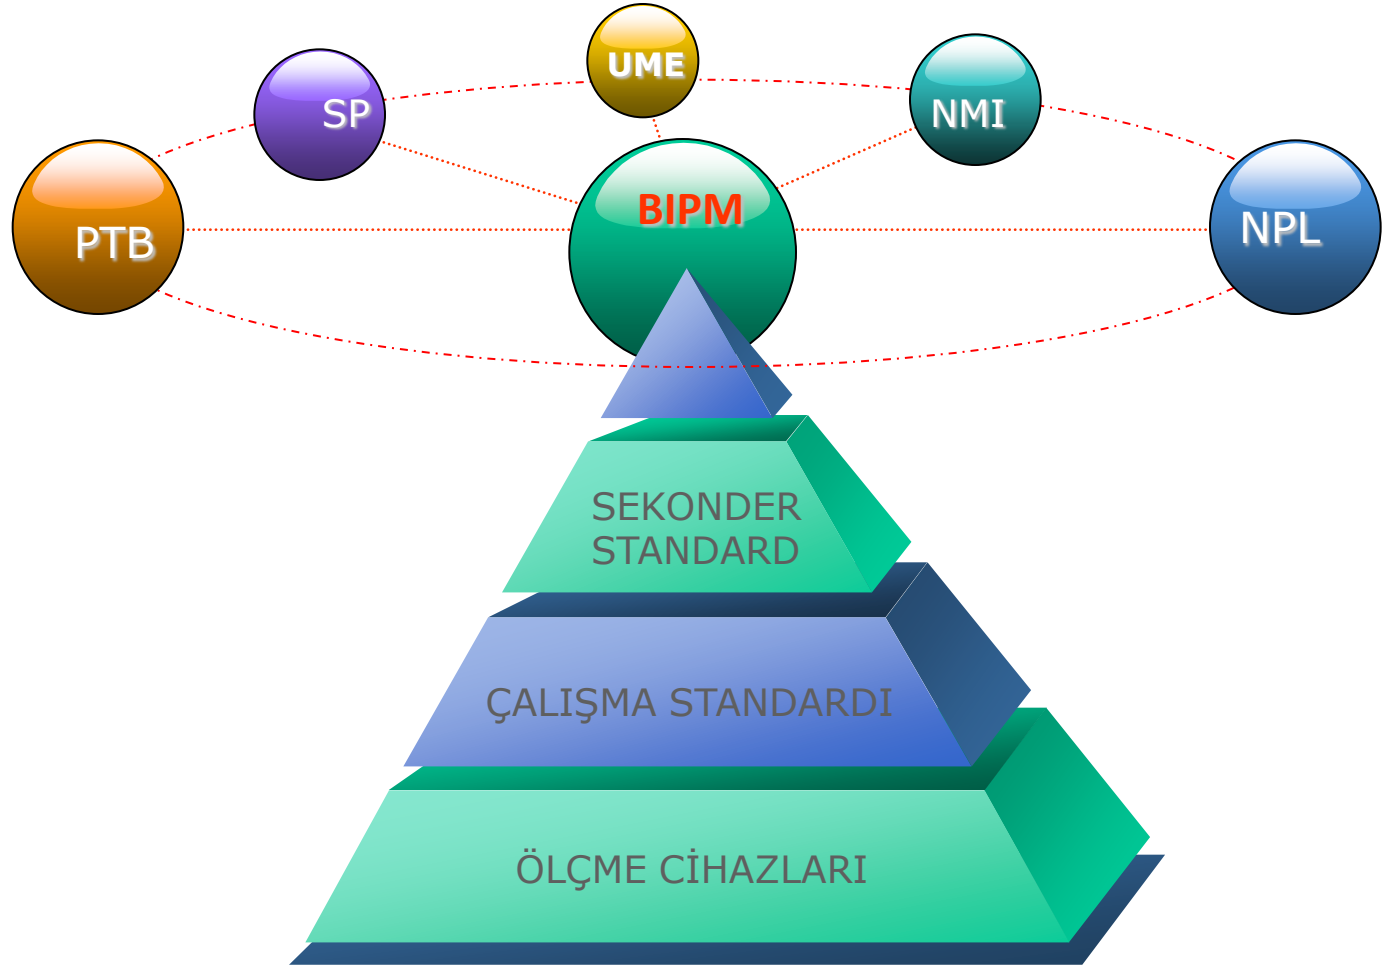 UME
SP
NMI
PTB
BIPM
NPL
SEKONDER
STANDARD
ÇALIŞMA STANDARDI
ÖLÇME CİHAZLARI